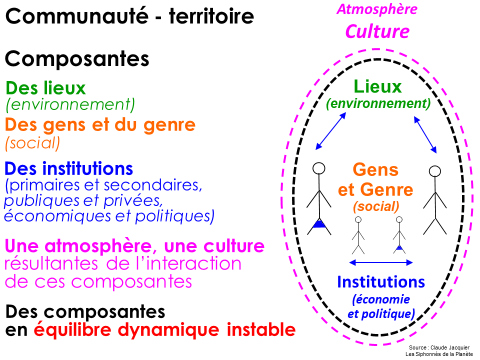 Communauté - territoire
Composantes
Des lieux
(environnement)
Des gens et du genre
(social)
Des institutions
(primaires et secondaires,
publiques et privées,
économiques et politiques)
Une atmosphère, une culture
résultantes de l'interaction
de ces composantes
Des composantes
en équilibre dynamique instable
Atmosphère
Culture
Lieux
(environnement)
Gens
et Genre
(social)
Institutions
(économie
et politique)
Source : Claude Jacquier
Les Siphonnés de la Planète